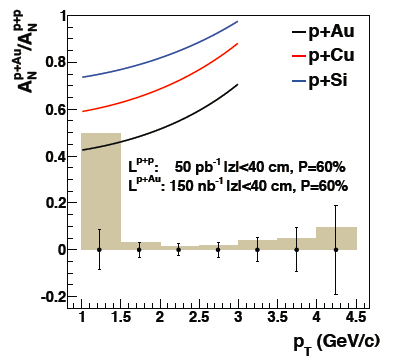 A_N^{p+Au}/A_N^{p+p}
1
0.8
0.6
0.4
0.2
0
-0.2
p+Au
p+Cu
p+Si
L^{p+p}: 50 pb^{-1} |z|<40 cm, P=60%
L^{p+Au}: 150 nb^{-1} |z|<40 cm, P=60%
1 1.5 2 2.5 3 3.5 4 4.5
p_T (GeV/c)